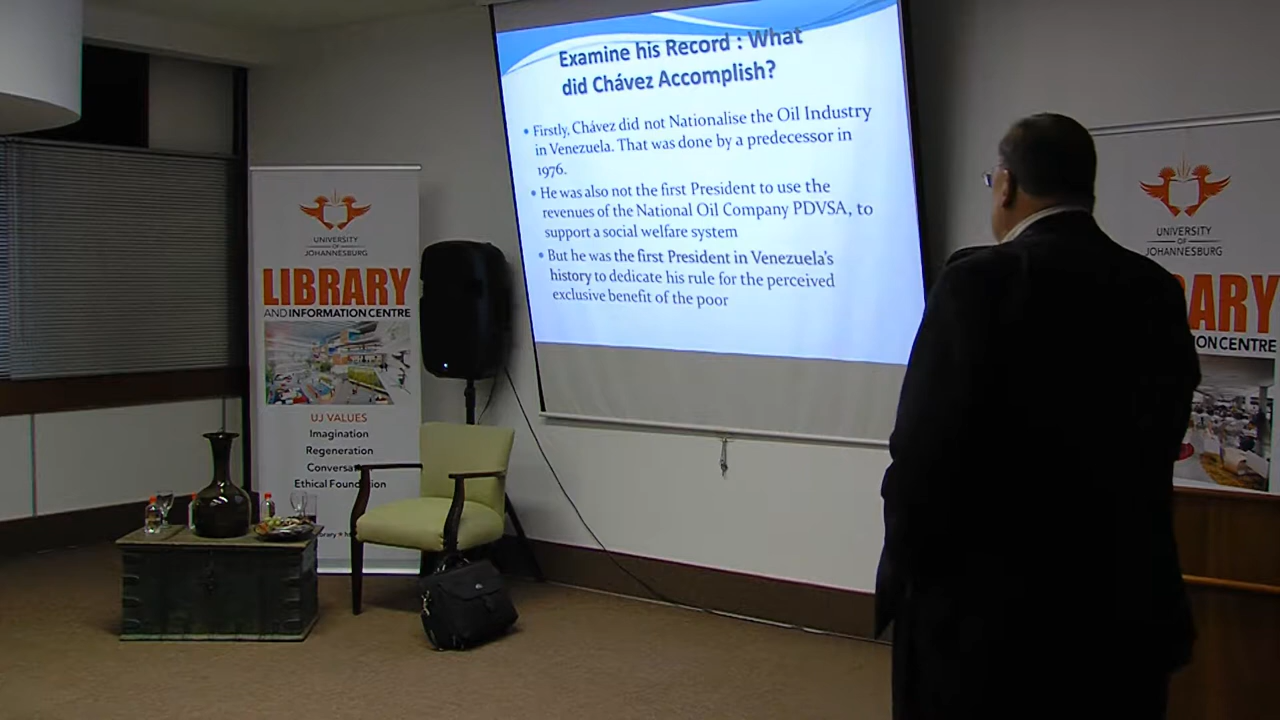 Examine his Record : What
did Chávez Accomplish?
• Firstly, Chávez did not Nationalise the Oil Industry
in Venezuela. That was done by a predecessor in
1976.
• He was also not the first President to use the
revenues of the National Oil Company PDVSA, to
support a social welfare system
• But he was the first President in Venezuela's
history to dedicate his rule for the perceived
exclusive benefit of the poor
UNIVERSITY
OF
JOHANNESBURG
LIBRARY
AND INFORMATION CENTRE
UJ VALUES
Imagination
Regeneration
Conversa
Ethical Foun ion
UNIVERSITY
OF
JOHANNESBURG
ARY
ION CENTRE